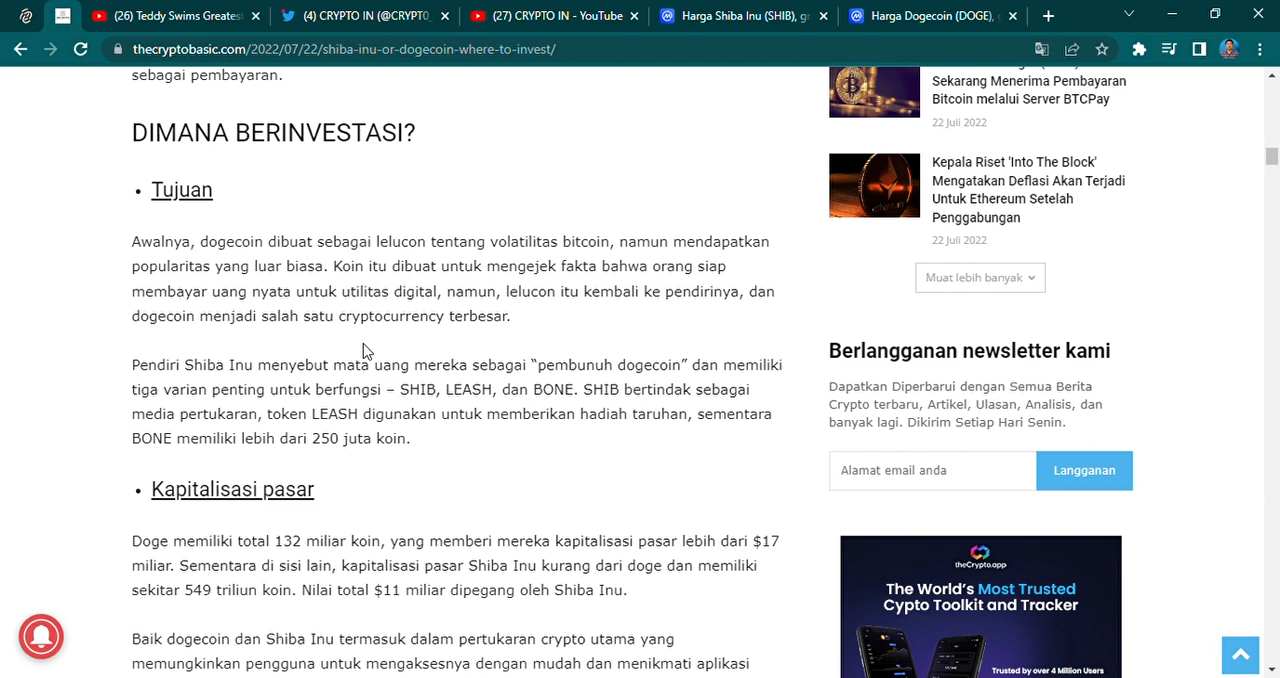 (26) Teddy Swims Greates
(4) CRYPTO IN (@CRYPTO_
(27) CRYPTO IN - YouTube
Harga Shiba Inu (SHIB), gr
Harga Dogecoin (DOGE),
thecryptobasic.com/2022/07/22/shiba-inu-or-dogecoin-where-to-invest/
sebagai pembayaran.
DIMANA BERINVESTASI?
• Tujuan
Awalnya, dogecoin dibuat sebagai lelucon tentang volatilitas bitcoin, namun mendapatkan
popularitas yang luar biasa. Koin itu dibuat untuk mengejek fakta bahwa orang siap
membayar uang nyata untuk utilitas digital, namun, lelucon itu kembali ke pendirinya, dan
dogecoin menjadi salah satu cryptocurrency terbesar.
Pendiri Shiba Inu menyebut mata uang mereka sebagai “pembunuh dogecoin” dan memiliki
tiga varian penting untuk berfungsi – SHIB, LEASH, dan BONE. SHIB bertindak sebagai
media pertukaran, token LEASH digunakan untuk memberikan hadiah taruhan, sementara
BONE memiliki lebih dari 250 juta koin.
• Kapitalisasi pasar
Doge memiliki total 132 miliar koin, yang memberi mereka kapitalisasi pasar lebih dari $17
miliar. Sementara di sisi lain, kapitalisasi pasar Shiba Inu kurang dari doge dan memiliki
sekitar 549 triliun koin. Nilai total $11 miliar dipegang oleh Shiba Inu.
Baik dogecoin dan Shiba Inu termasuk dalam pertukaran crypto utama yang
memungkinkan pengguna untuk mengaksesnya dengan mudah dan menikmati aplikasi
Sekarang Menerima Pembayaran
Bitcoin melalui Server BTCPay
22 Juli 2022
Kepala Riset 'Into The Block'
Mengatakan Deflasi Akan Terjadi
Untuk Ethereum Setelah
Penggabungan
22 Juli 2022
Muat lebih banyak
Berlangganan newsletter kami
Dapatkan Diperbarui dengan Semua Berita
Crypto terbaru, Artikel, Ulasan, Analisis, dan
banyak lagi. Dikirim Setiap Hari Senin.
Alamat email anda
Langganan
theCrypto.app
The World’s Most Trusted
Cypto Toolkit and Tracker
Trusted by over 4 Million Users